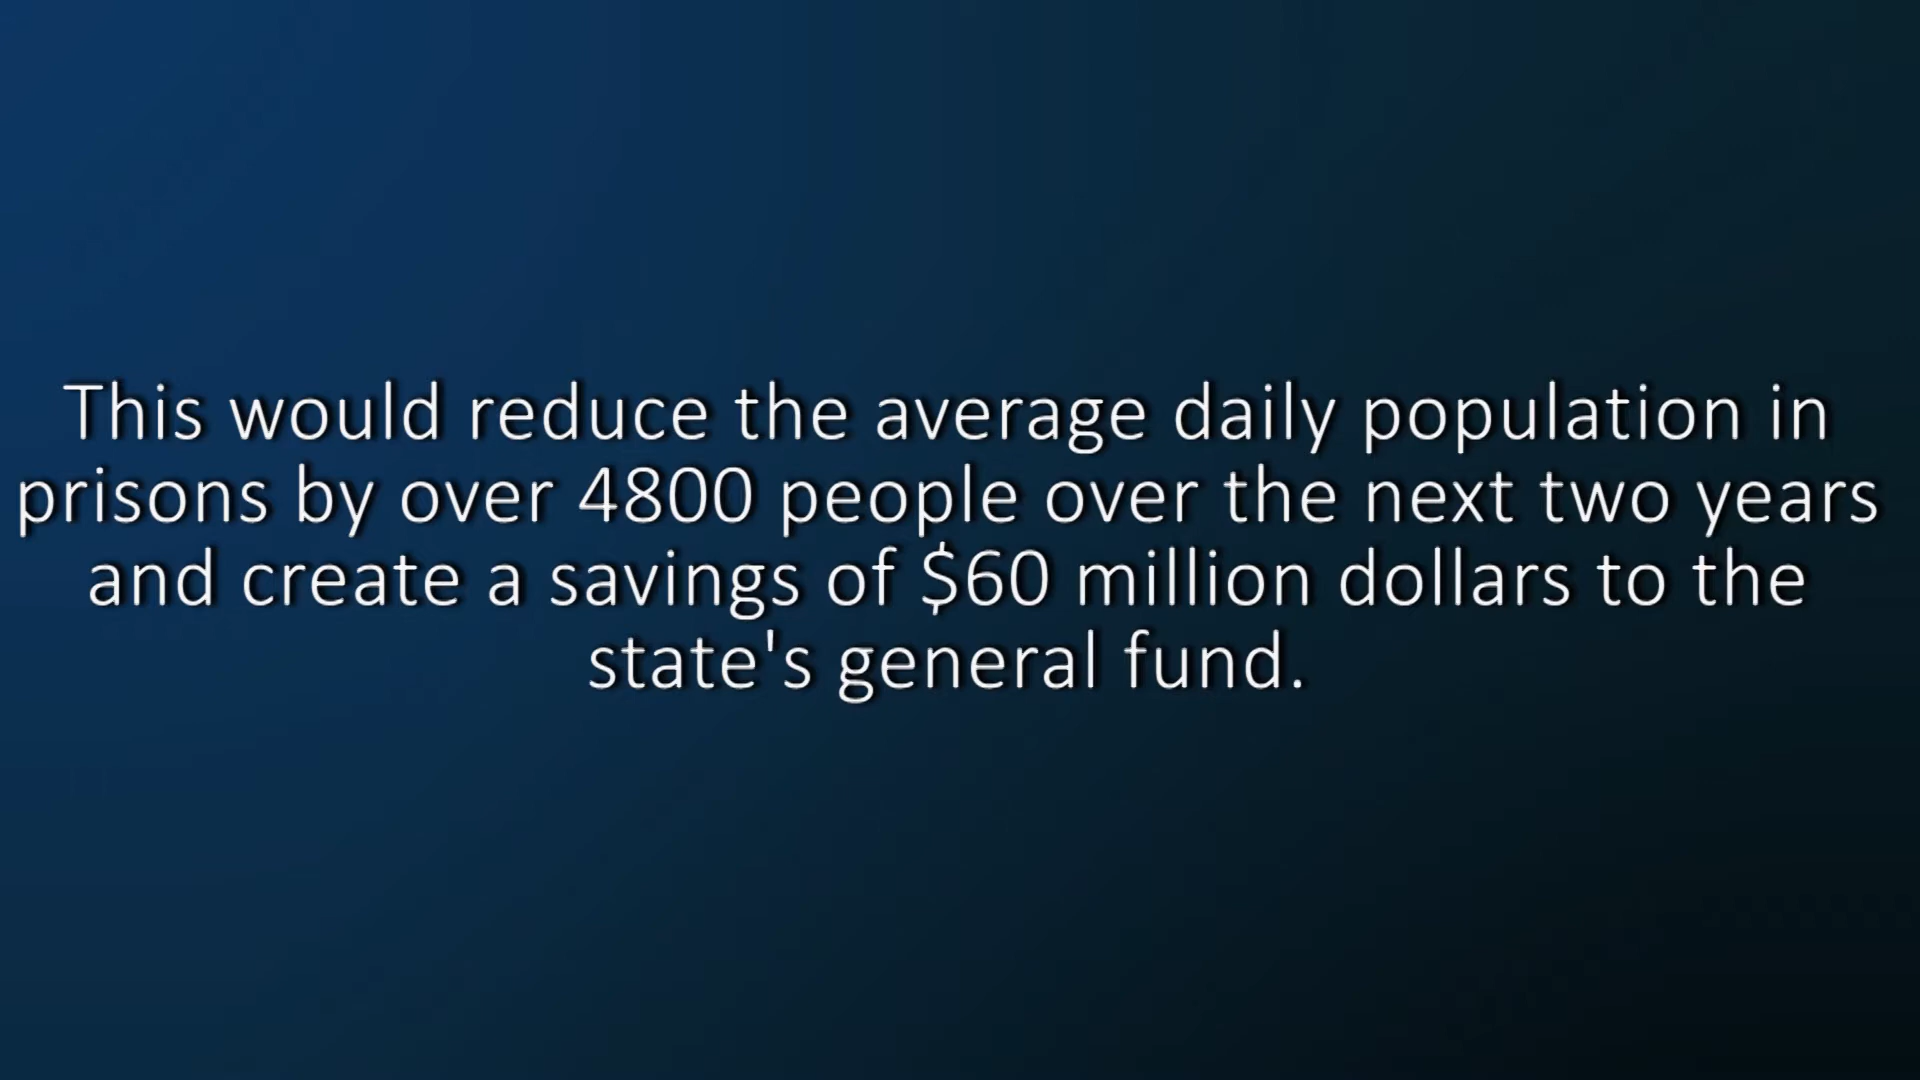 This would reduce the average daily population in
prisons by over 4800 people over the next two years
and create a savings of $60 million dollars to the
state's general fund.